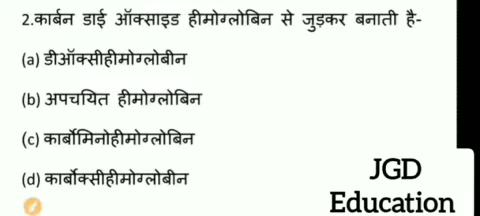 2.कार्बन डाई ऑक्साइड हीमोग्लोबिन से जुड़कर बनाती है-
(a) डीऑक्सीहीमोग्लोबीन
(b) अपचयित हीमोग्लोबिन
(c) कार्बोमिनोहीमोग्लोबिन
(d) कार्बोक्सीहीमोग्लोबीन
JGD
Education